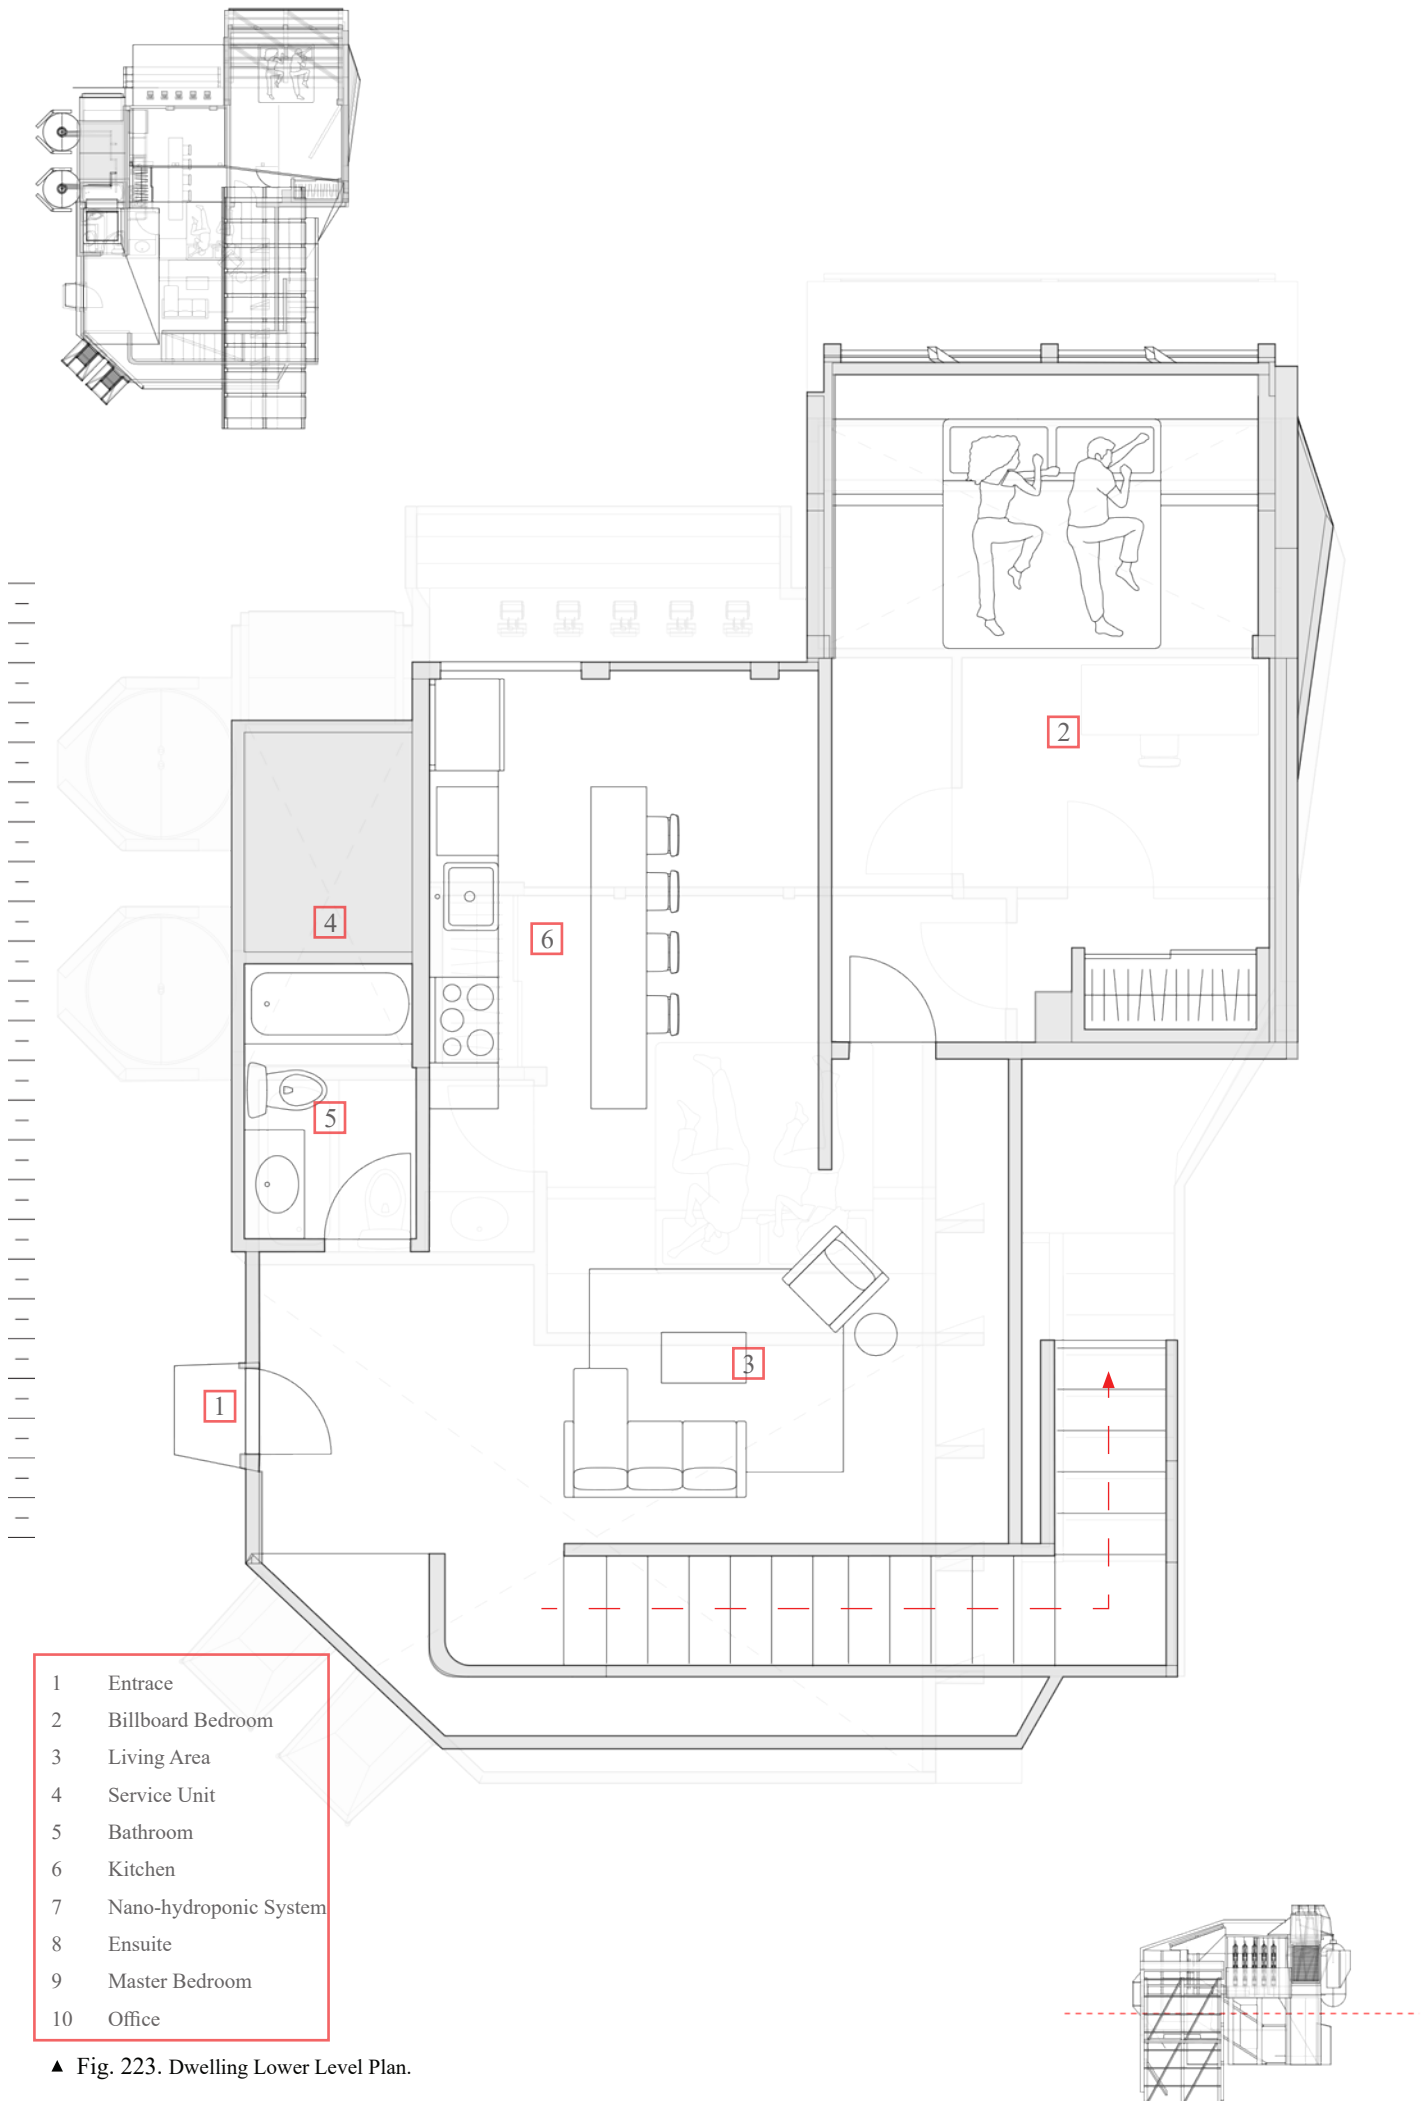 2
4
6
5
3
1
1 Entrace
2 Billboard Bedroom
3 Living Area
4 Service Unit
5 Bathroom
6 Kitchen
7 Nano-hydroponic System
8 Ensuite
9 Master Bedroom
10 Office
▲ Fig. 223. Dwelling Lower Level Plan.